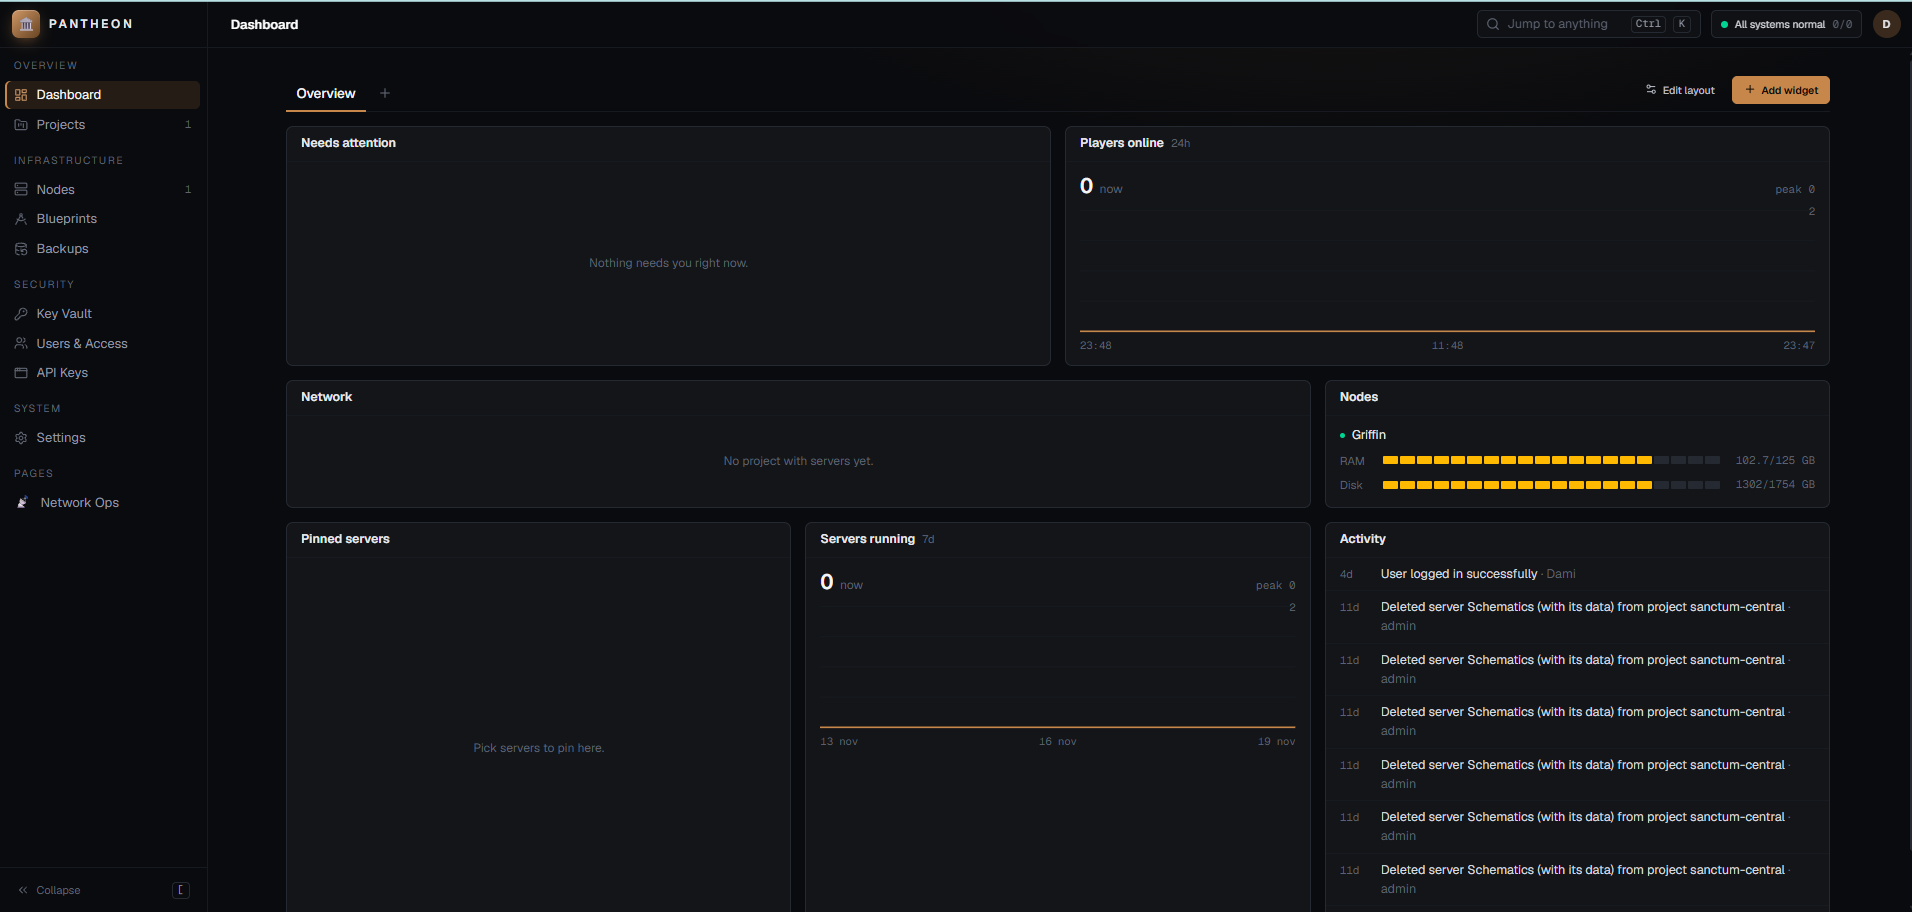 PANTHEON
Dashboard
Jump to anything Ctrl K
All systems normal 0/0
D
OVERVIEW
Dashboard
Projects 1
INFRASTRUCTURE
Nodes 1
Blueprints
Backups
SECURITY
Key Vault
Users & Access
API Keys
SYSTEM
Settings
PAGES
Network Ops
Collapse [
Overview +
Edit layout
+ Add widget
Needs attention
Nothing needs you right now.
Players online 24h
0 now
peak 0
2
23:48 11:48 23:47
Network
No project with servers yet.
Nodes
Griffin
RAM 102.7/125 GB
Disk 1302/1754 GB
Pinned servers
Pick servers to pin here.
Servers running 7d
0 now
peak 0
2
13 nov 16 nov 19 nov
Activity
4d User logged in successfully · Dami
11d Deleted server Schematics (with its data) from project sanctum-central ·
admin
11d Deleted server Schematics (with its data) from project sanctum-central ·
admin
11d Deleted server Schematics (with its data) from project sanctum-central ·
admin
11d Deleted server Schematics (with its data) from project sanctum-central ·
admin
11d Deleted server Schematics (with its data) from project sanctum-central ·
admin
11d Deleted server Schematics (with its data) from project sanctum-central ·
admin